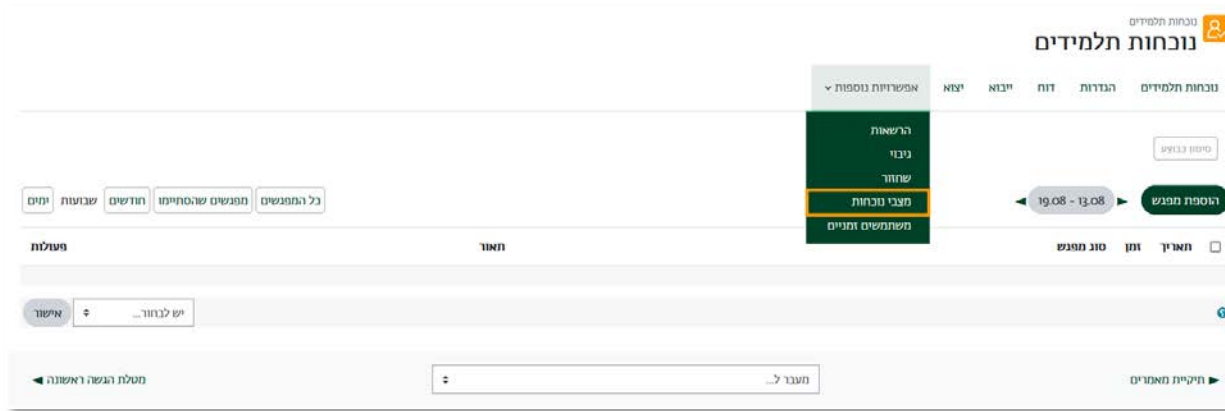 נוכחות תלמידים
נוכחות תלמידים
נוכחות תלמידים הגדרות דוח ייבוא יצוא אפשרויות נוספות
הרשאות
גיבוי
שחזור
מצבי נוכחות
משתמשים זמניים
סימון כבוצע
הוספת מפגש 13.08 - 19.08 כל המפגשים מפגשים שהסתיימו חודשים שבועות ימים
תאריך זמן סוג מפגש תאור פעולות
יש לבחור... אישור
תיקיית מאמרים מעבר ל... מטלת הגשה ראשונה